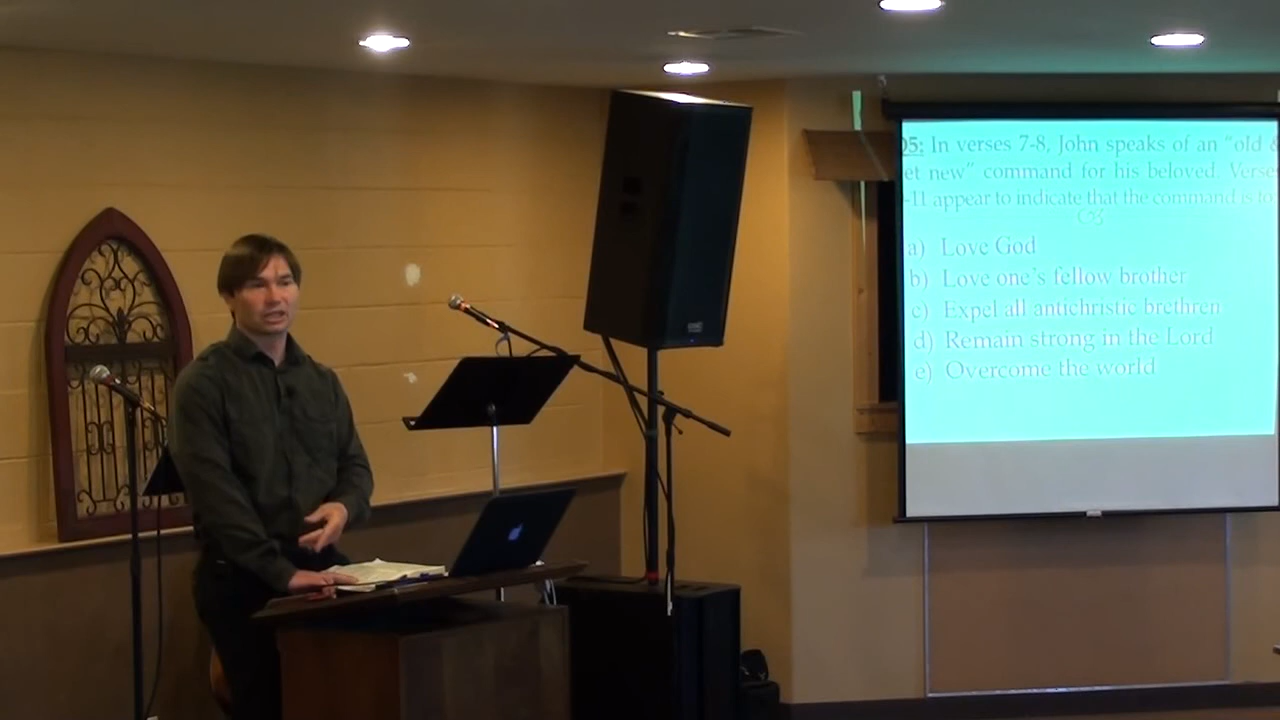 05: In verses 7-8, John speaks of an "old &
et new" command for his beloved. Verse
-11 appear to indicate that the command is to
a) Love God
b) Love one's fellow brother
c) Expel all antichristic brethren
d) Remain strong in the Lord
e) Overcome the world